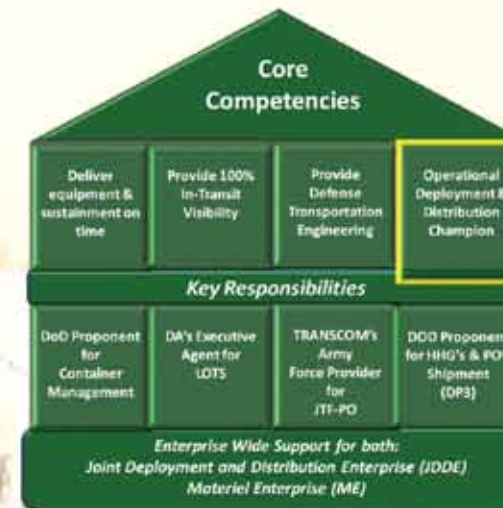 Core
Competencies
Deliver
equipment &
sustainment on
time
Provide 100%
In-Transit
Visibility
Provide
Defense
Transportation
Engineering
Operational
Deployment &
Distribution
Champion
Key Responsibilities
DoD Proponent
for
Container
Management
DA's Executive
Agent for
LOTS
TRANSCOM's
Army
Force Provider
for
JTF-PO
DOD Proponent
for HHG's &
Shipment
(DP3)
Enterprise Wide Support for both:
Joint Deployment and Distribution Enterprise (JDDE)
Materiel Enterprise (ME)